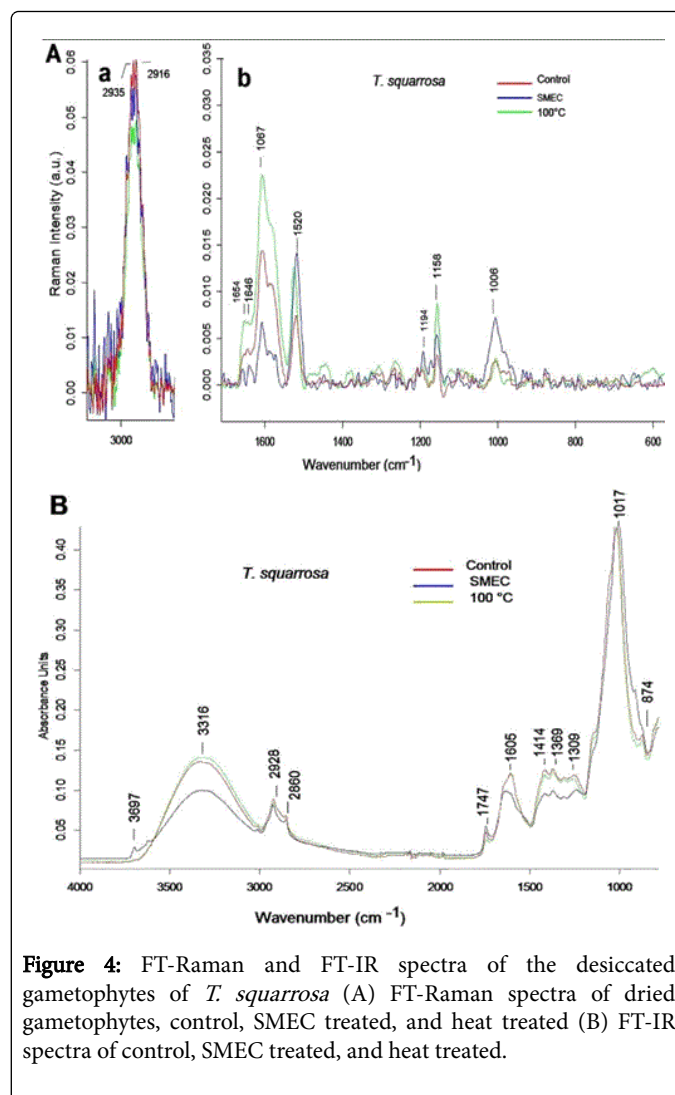 A
a
b
T. squarrosa
Control
SMEC
100°C
2935
2916
Raman Intensity (a.u.)
0.06
0.05
0.04
0.03
0.02
0.01
0.00
3000
0.035
0.030
0.025
0.020
0.015
0.010
0.005
0.000
1654
1646
1067
1520
1194
1158
1006
1600
1400
1200
1000
800
600
Wavenumber (cm-1)
B
T. squarrosa
Control
SMEC
100 °C
Absorbance Units
0.40
0.35
0.30
0.25
0.20
0.15
0.10
0.05
3697
3316
2928
2860
1747
1605
1414
1369
1309
1017
874
4000
3500
3000
2500
2000
1500
1000
Wavenumber (cm -1)
Figure 4: FT-Raman and FT-IR spectra of the desiccated
gametophytes of T. squarrosa (A) FT-Raman spectra of dried
gametophytes, control, SMEC treated, and heat treated (B) FT-IR
spectra of control, SMEC treated, and heat treated.